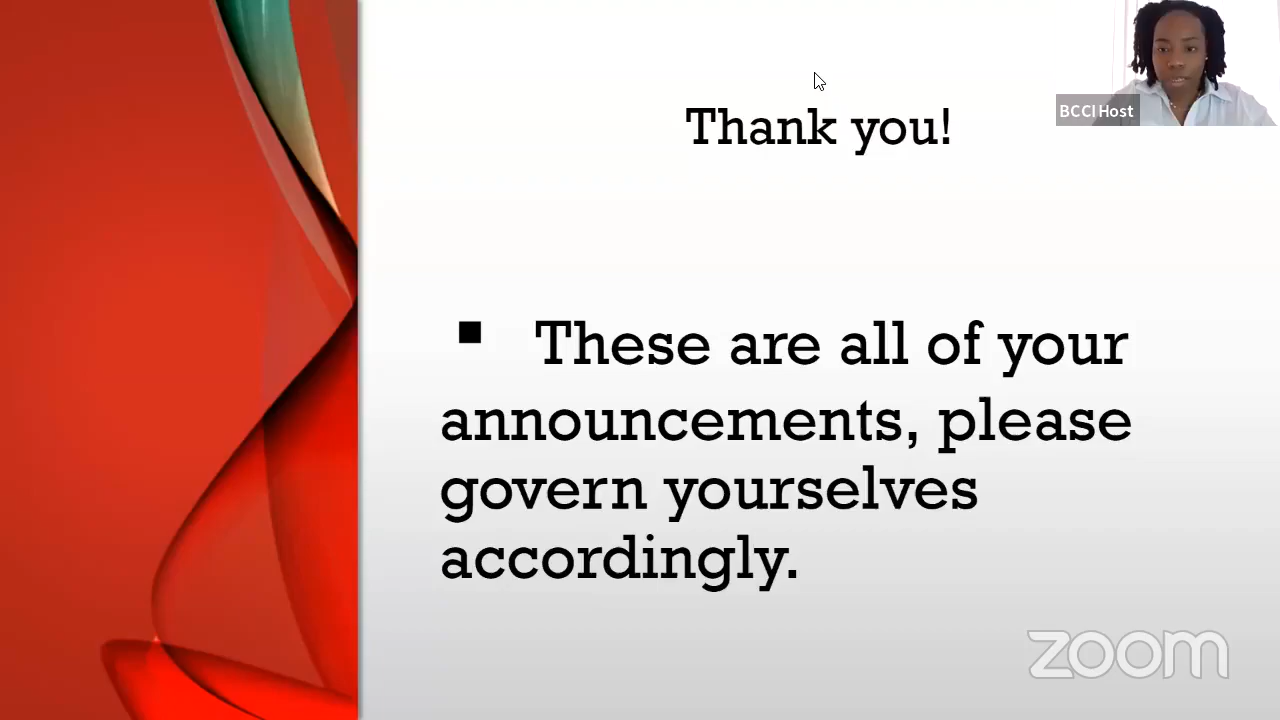 Thank you!
BCCI Host
▪ These are all of your
announcements, please
govern yourselves
accordingly.
zoom